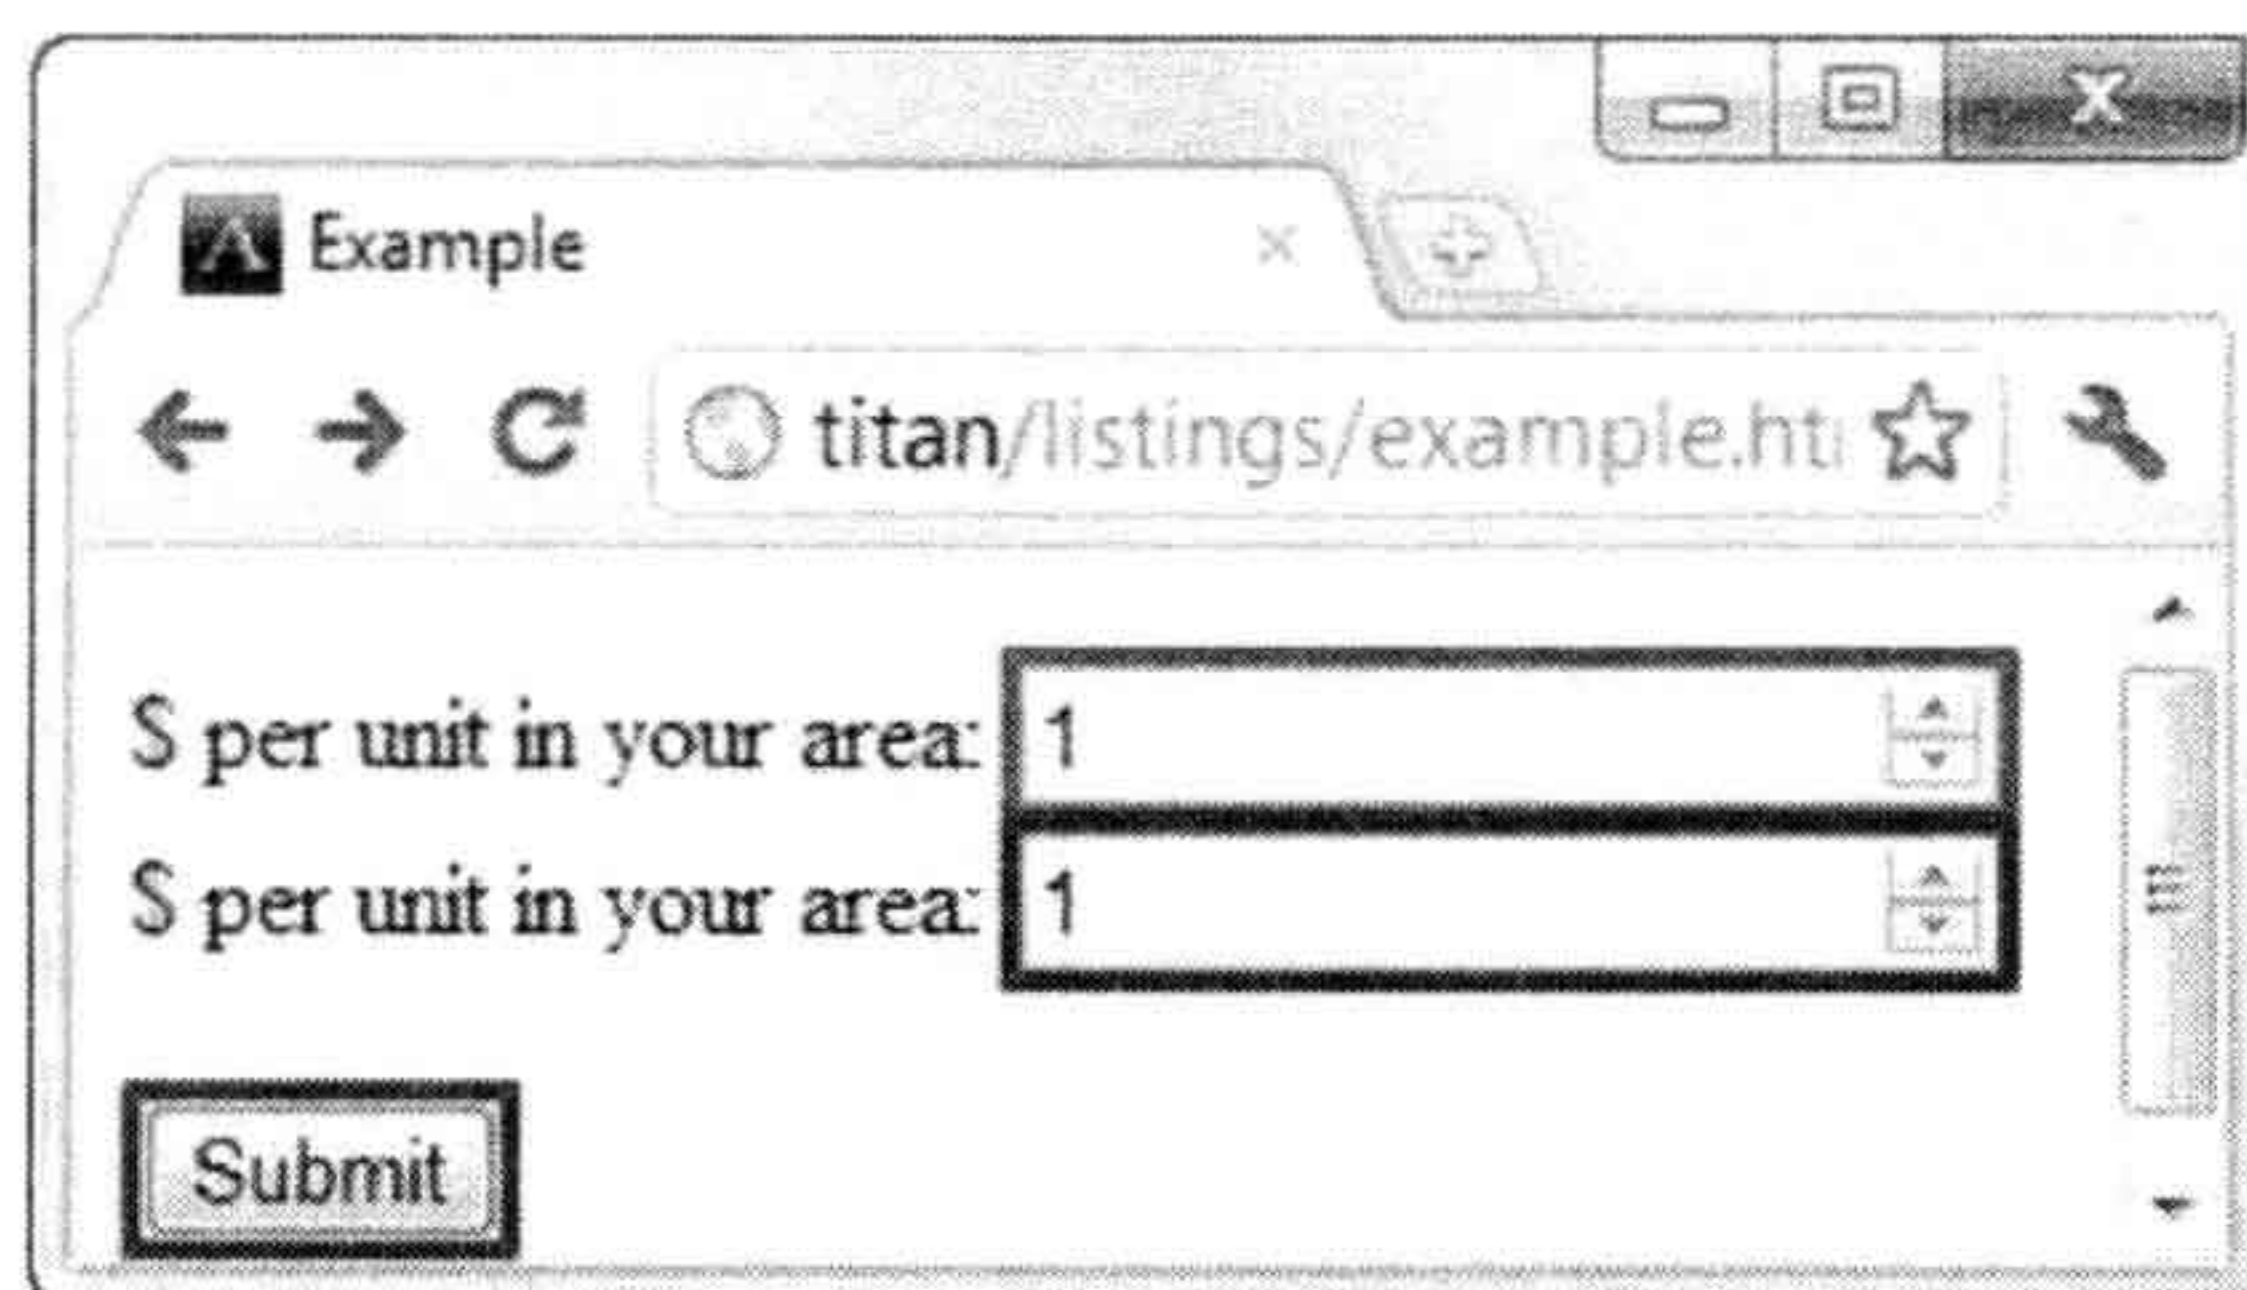 Example
titan/listings/example.ht
$ per unit in your area: 1
$ per unit in your area: 1
Submit